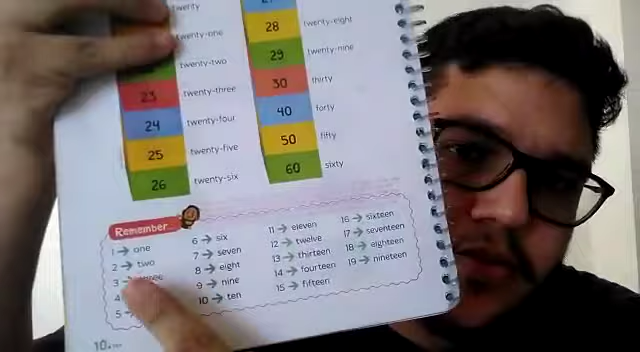 twenty
twenty-one
twenty-two
23 twenty-three
24 twenty-four
25 twenty-five
26 twenty-six
28 twenty-eight
29 twenty-nine
30 thirty
40 forty
50 fifty
60 sixty
Remember...
1 → one
2 → two
3
4
5
6 → six
7 → seven
8 → eight
9 → nine
10 → ten
11 → eleven
12 → twelve
13 → thirteen
14 → fourteen
15 → fifteen
16 → sixteen
17 → seventeen
18 → eighteen
19 → nineteen
10